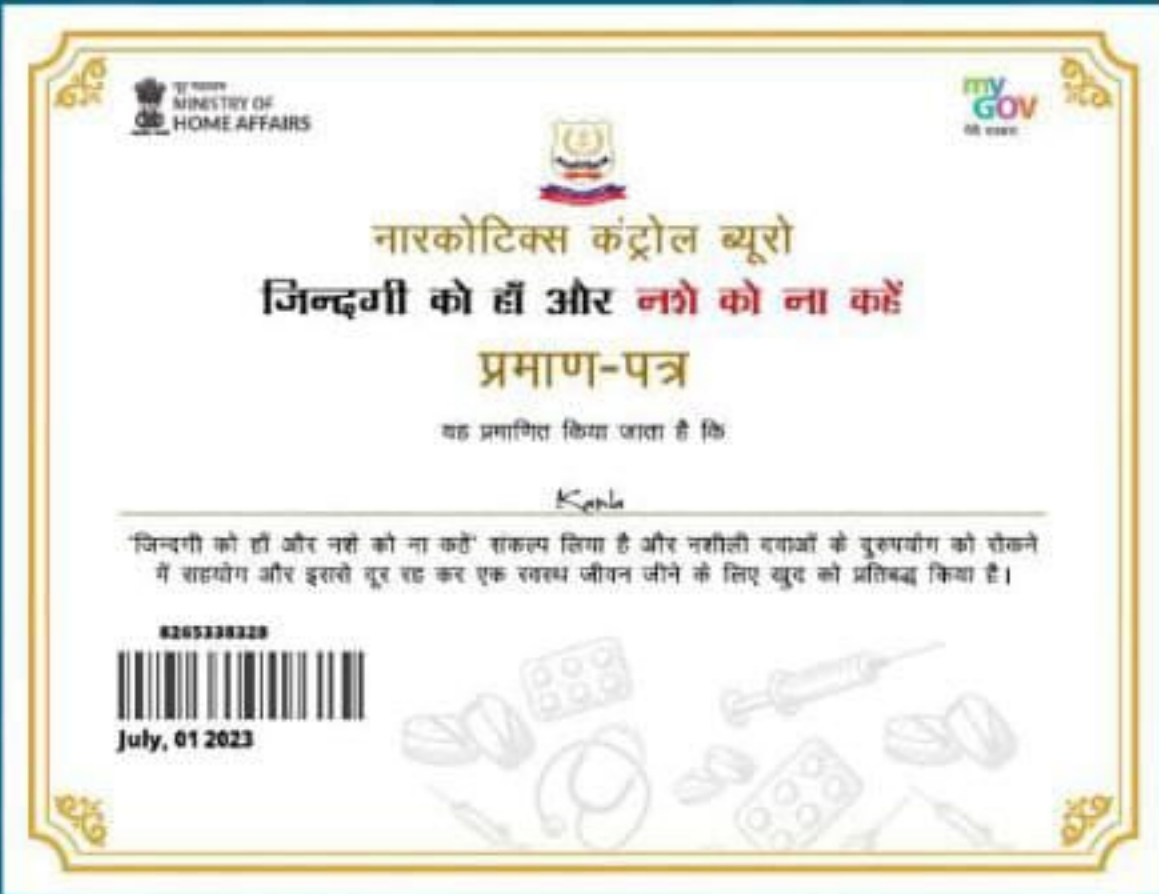 MINISTRY OF
HOME AFFAIRS
my
GOV
नारकोटिक्स कंट्रोल ब्यूरो
जिन्दगी को हाँ और नशे को ना कहें
प्रमाण-पत्र
यह प्रमाणित किया जाता है कि
'जिन्दगी को हाँ और नशे को ना कहें' संकल्प लिया है और नशीली दवाओं के दुरुपयोग को रोकने
में सहयोग और इससे दूर रह कर एक स्वस्थ जीवन जीने के लिए खुद को प्रतिबद्ध किया है।
8265338328
July, 01 2023